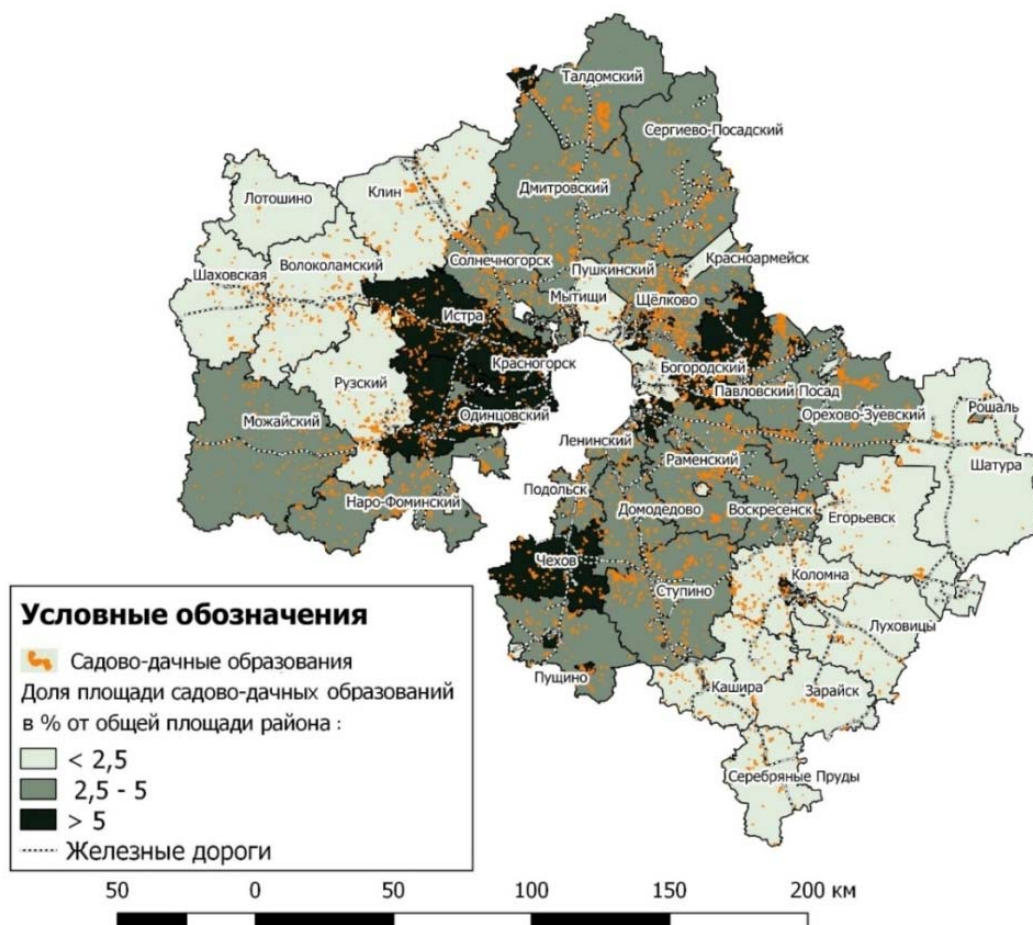 Талдомский
Сергиево-Посадский
Дмитровский
Клин
Лотошино
Солнечногорск
Пушкинский
Красноармейск
Волоколамский
Шаховская
Мытищи
Щёлково
Истра
Красногорск
Богородский
Рузский
Павловский Посад
Одинцовский
Орехово-Зуевский
Рошаль
Можайский
Ленинский
Раменский
Шатура
Подольск
Наро-Фоминский
Домодедово
Воскресенск
Егорьевск
Чехов
Коломна
Ступино
Луховицы
Пущино
Кашира
Зарайск
Серебряные Пруды
Условные обозначения
Садово-дачные образования
Доля площади садово-дачных образований
в % от общей площади района :
< 2,5
2,5 - 5
> 5
Железные дороги
50 0 50 100 150 200 км